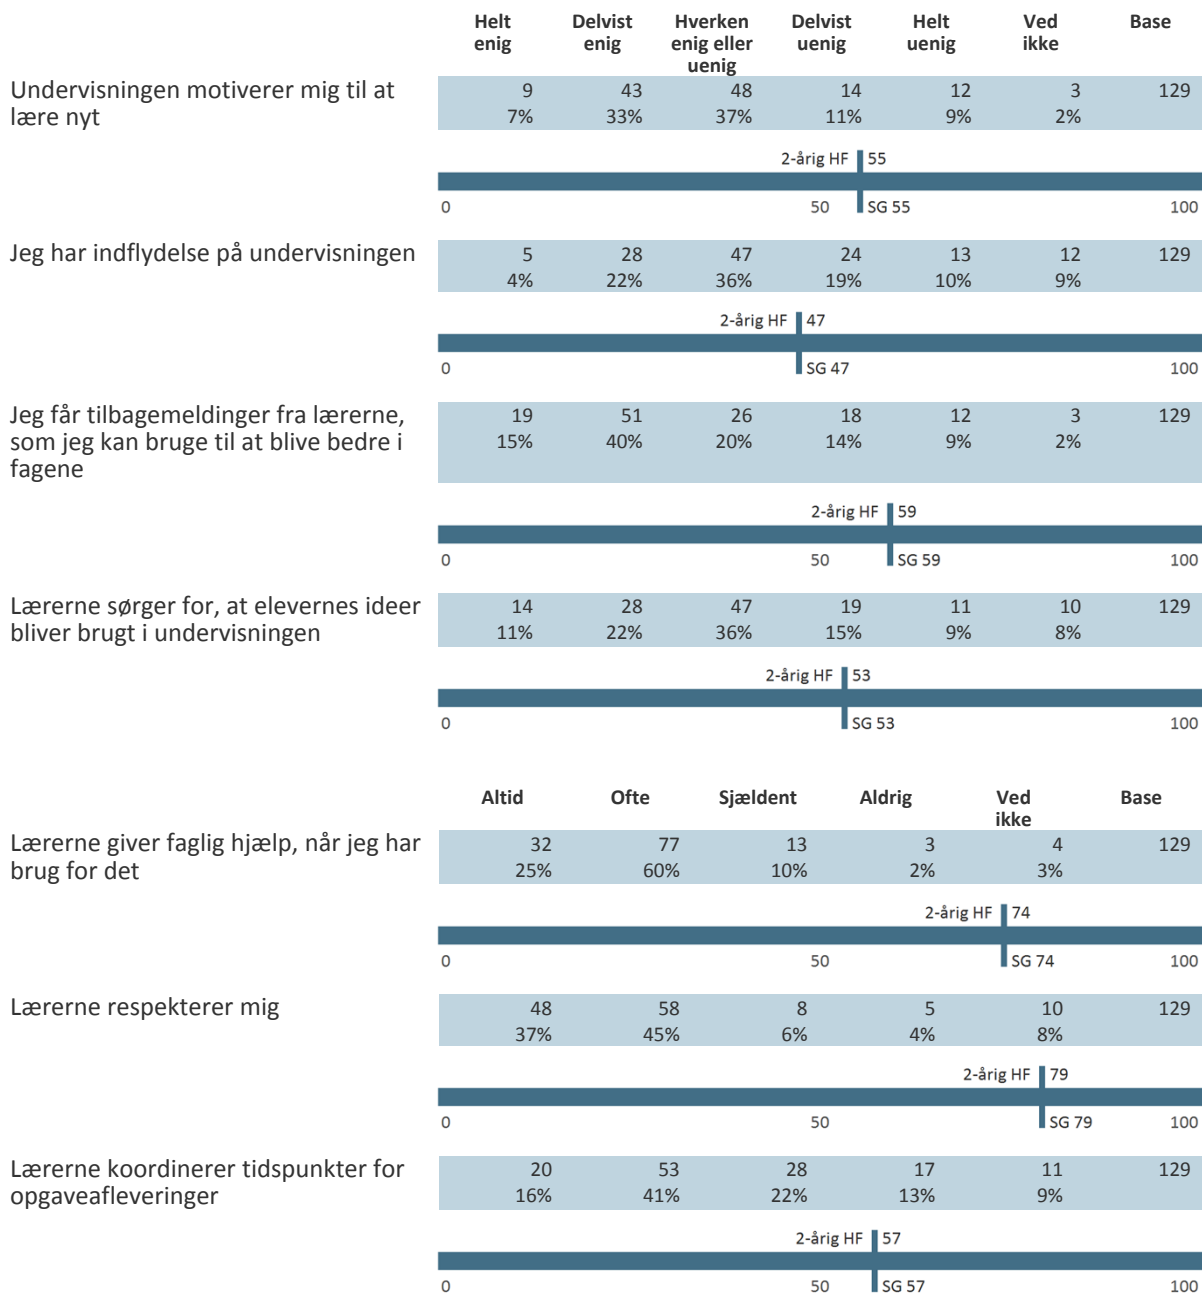 Helt Delvist Hverken Delvist Helt Ved Base
enig enig enig eller uenig uenig ikke
uenig
Undervisningen motiverer mig til at 9 43 48 14 12 3 129
lære nyt 7% 33% 37% 11% 9% 2%
2-årig HF 55
0 50 SG 55 100
Jeg har indflydelse på undervisningen 5 28 47 24 13 12 129
4% 22% 36% 19% 10% 9%
2-årig HF 47
0 SG 47 100
Jeg får tilbagemeldinger fra lærerne, 19 51 26 18 12 3 129
som jeg kan bruge til at blive bedre i 15% 40% 20% 14% 9% 2%
fagene
2-årig HF 59
0 50 SG 59 100
Lærerne sørger for, at elevernes ideer 14 28 47 19 11 10 129
bliver brugt i undervisningen 11% 22% 36% 15% 9% 8%
2-årig HF 53
0 SG 53 100
Altid Ofte Sjældent Aldrig Ved Base
ikke
Lærerne giver faglig hjælp, når jeg har 32 77 13 3 4 129
brug for det 25% 60% 10% 2% 3%
2-årig HF 74
0 50 SG 74 100
Lærerne respekterer mig 48 58 8 5 10 129
37% 45% 6% 4% 8%
2-årig HF 79
0 50 SG 79 100
Lærerne koordinerer tidspunkter for 20 53 28 17 11 129
opgaveafleveringer 16% 41% 22% 13% 9%
2-årig HF 57
0 50 SG 57 100